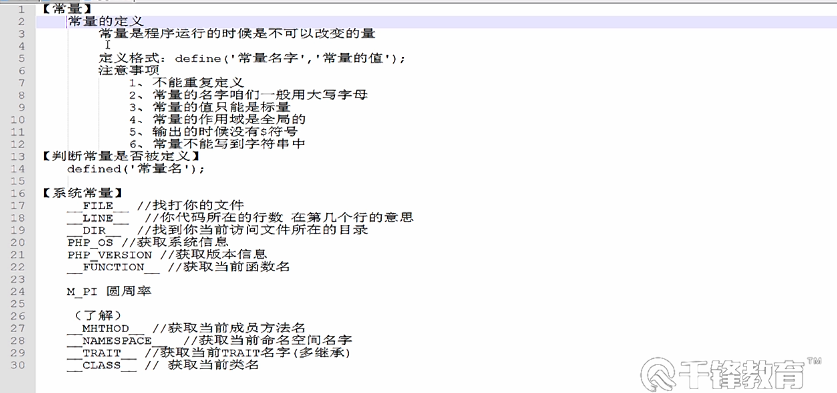 1 【常量】
2 常量的定义
3 常量是程序运行的时候是不可以改变的量
4
5 定义格式：define('常量名字','常量的值');
6 注意事项
7 1、不能重复定义
8 2、常量的名字咱们一般用大写字母
9 3、常量的值只能是标量
10 4、常量的作用域是全局的
11 5、输出的时候没有$符号
12 6、常量不能写到字符串中
13 【判断常量是否被定义】
14 defined('常量名');
15
16 【系统常量】
17 __FILE__ //找打你的文件
18 __LINE__ //你代码所在的行数 在第几个行的意思
19 __DIR__ //找到你当前访问文件所在的目录
20 PHP_OS //获取系统信息
21 PHP_VERSION //获取版本信息
22 __FUNCTION__ //获取当前函数名
23
24 M_PI 圆周率
25
26 （了解）
27 __MHTHOD__ //获取当前成员方法名
28 __NAMESPACE__ //获取当前命名空间名字
29 __TRAIT__ //获取当前TRAIT名字(多继承)
30 __CLASS__ // 获取当前类名
千锋教育™